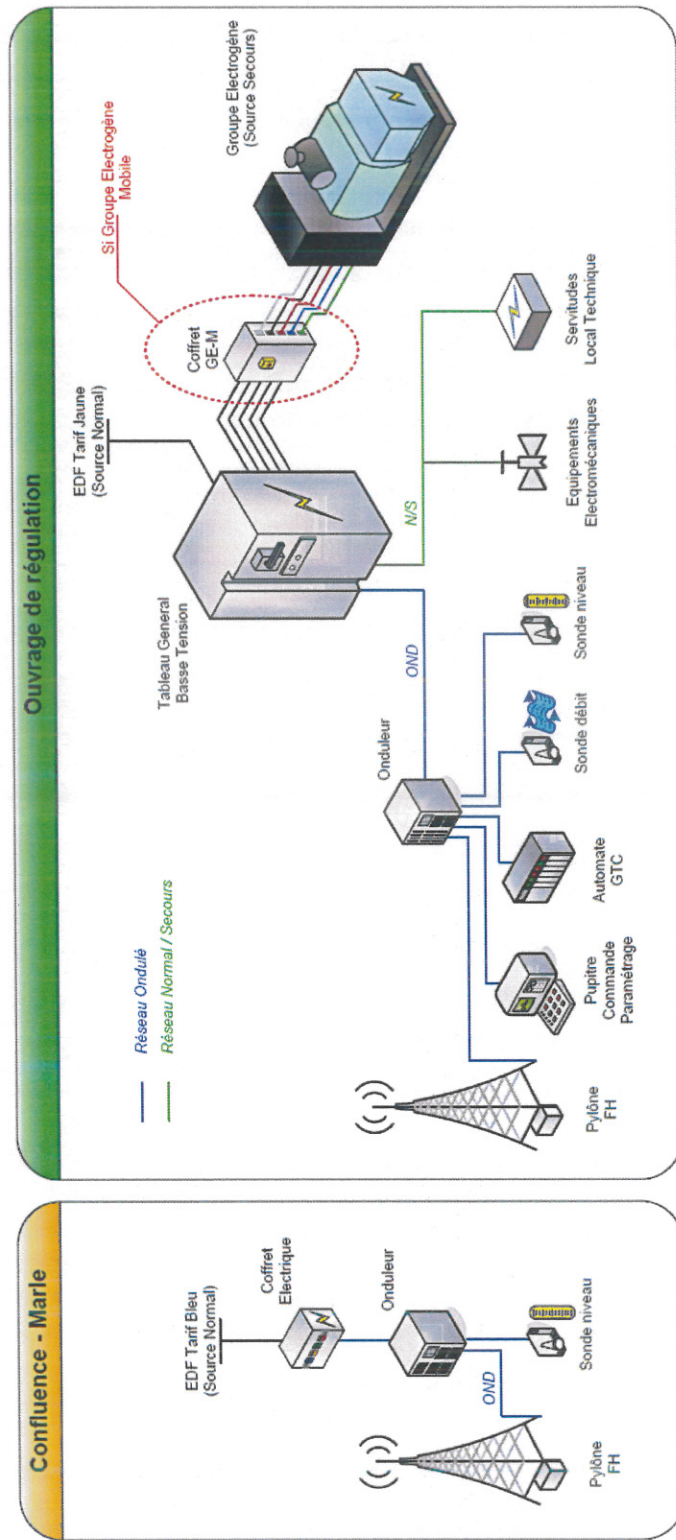 Confluence - Marle
EDF Tarif Bleu
(Source Normal)
Coffret
Electrique
Onduleur
OND
Pylône
FH
Sonde niveau
Ouvrage de régulation
Réseau Ondulé
Réseau Normal / Secours
EDF Tarif Jaune
(Source Normal)
Si Groupe Electrogène
Mobile
Tableau General
Basse Tension
Coffret
GE-M
Groupe Electrogène
(Source Secours)
Onduleur
OND
N/S
Pylône
FH
Pupitre
Commande
Paramétrage
Automate
GTC
Sonde débit
Sonde niveau
Equipements
Electromécaniques
Servitudes
Local Technique